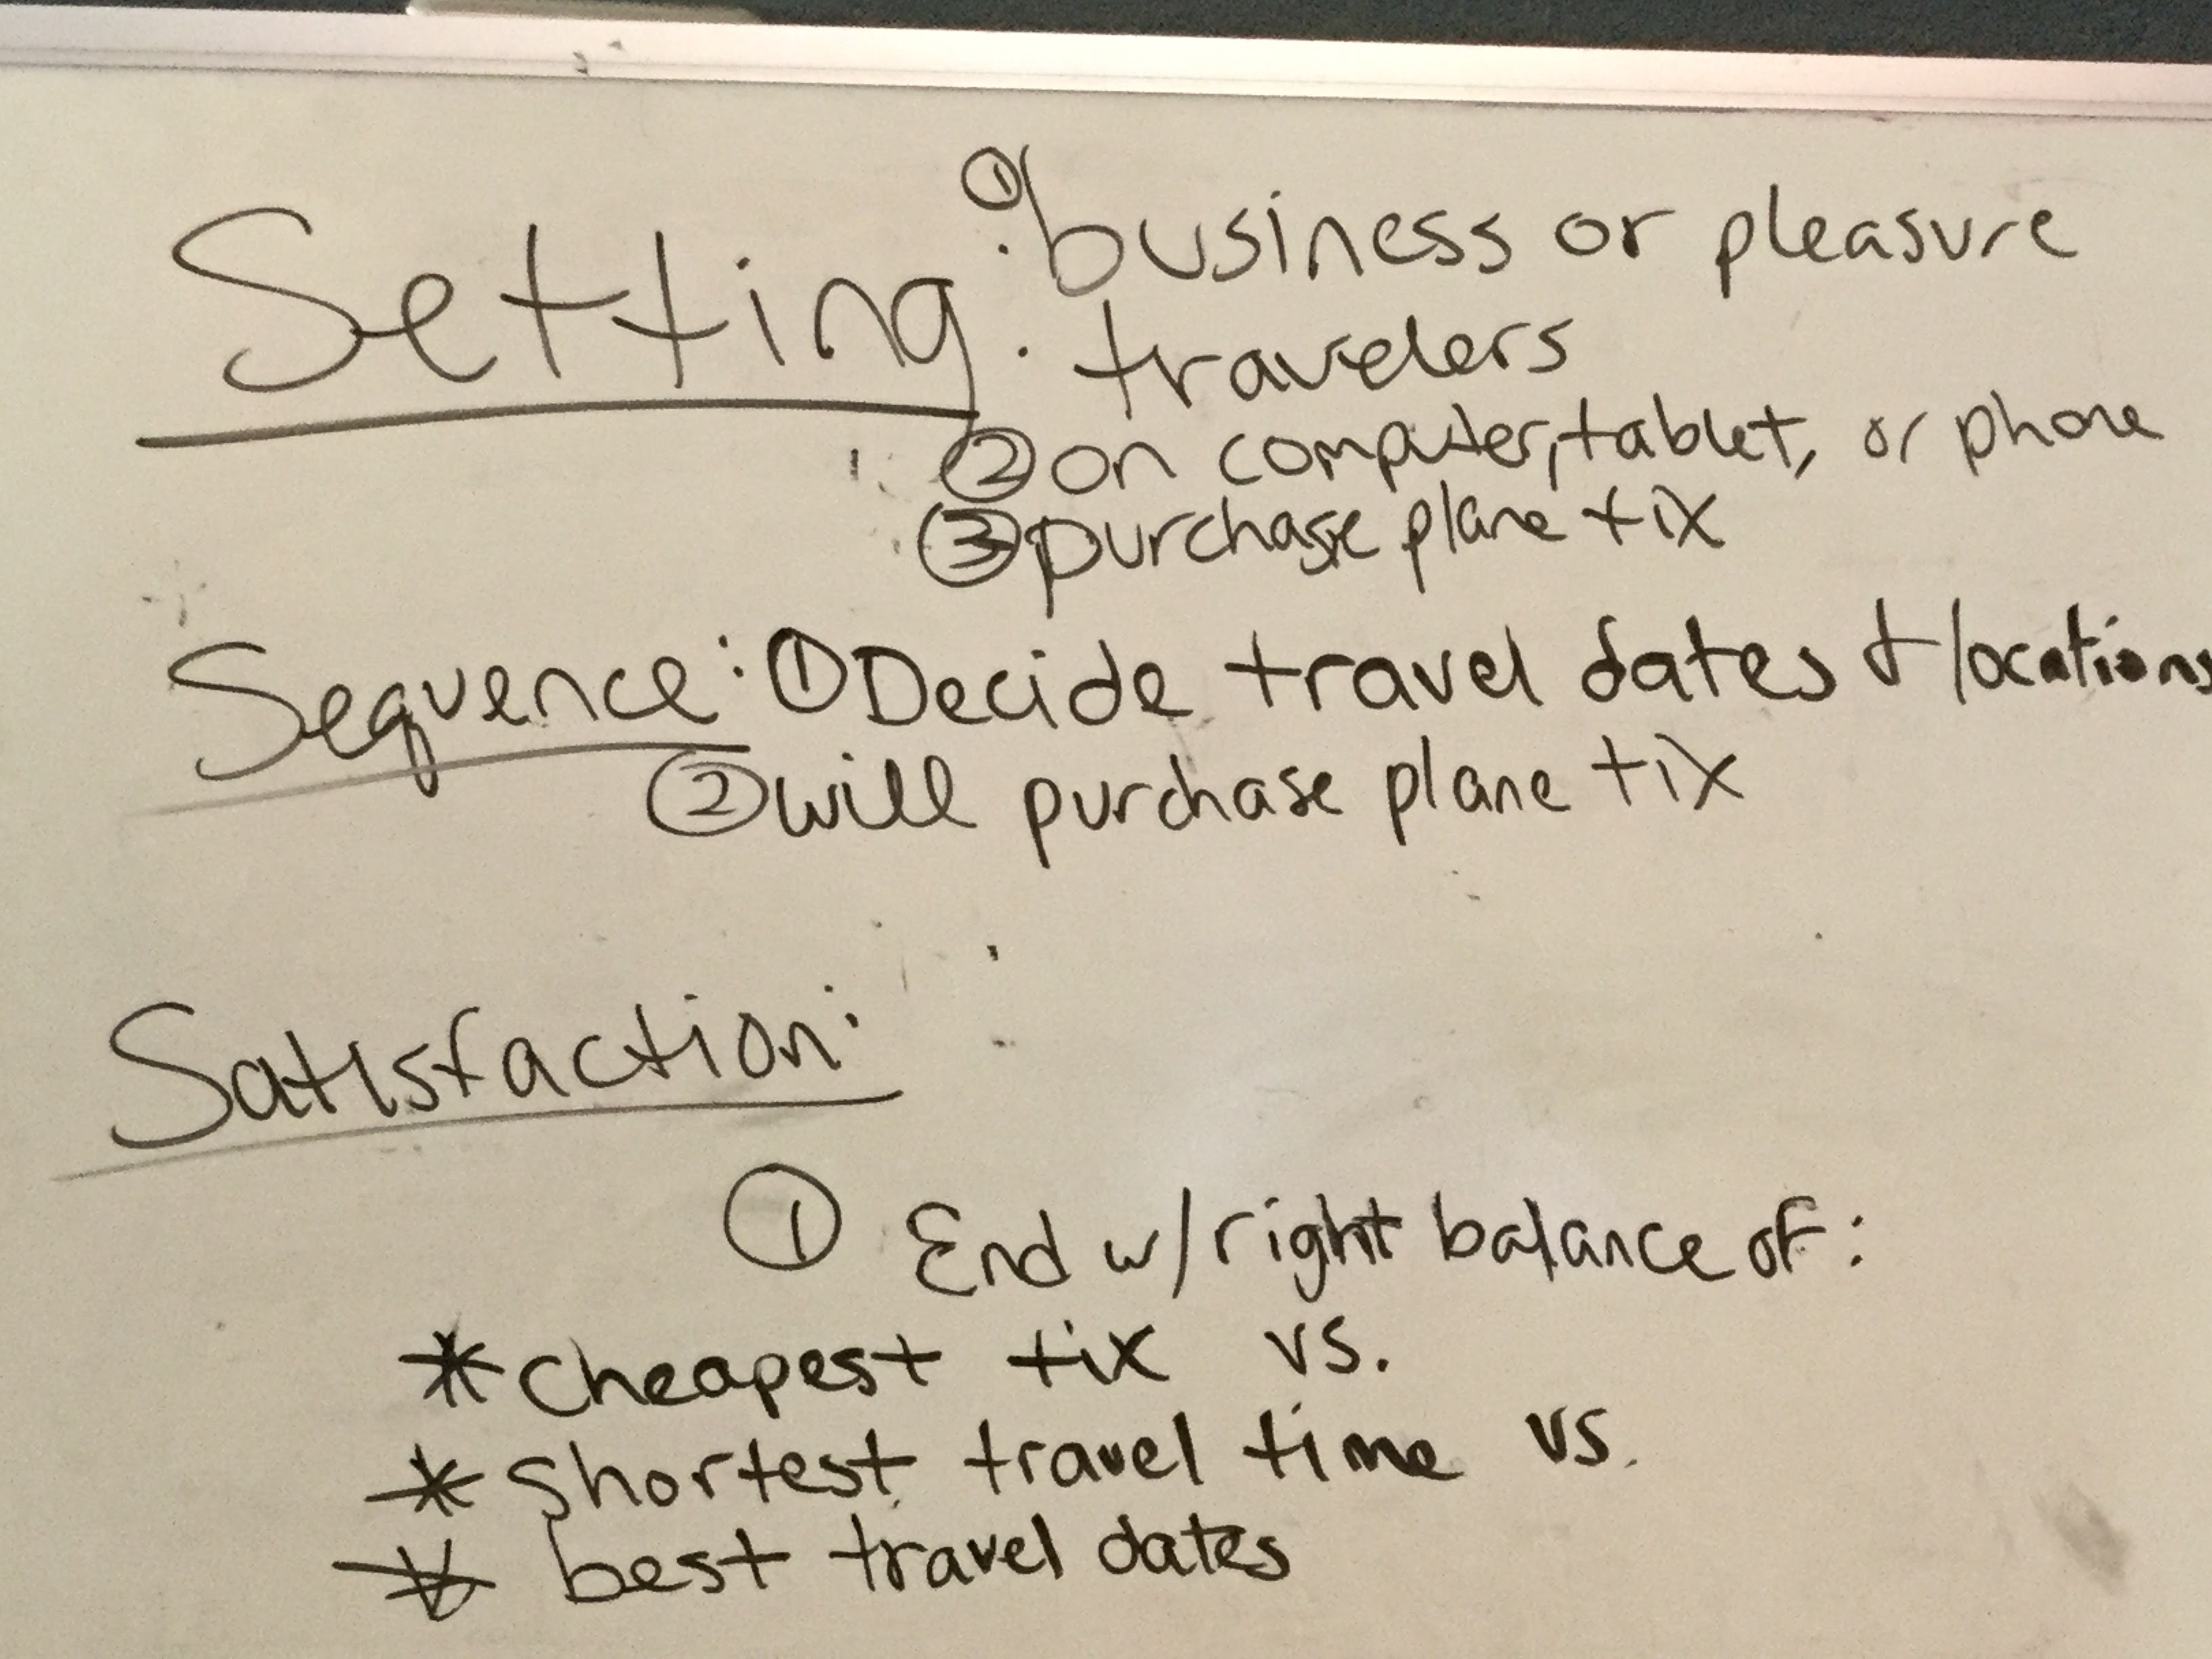 Setting: ① business or pleasure
travelers
② on computer, tablet, or phone
③ purchase plane tix
Sequence: ① Decide travel dates & locations
② will purchase plane tix
Satisfaction:
① End w/ right balance of:
* cheapest tix vs.
* shortest travel time vs.
* best travel dates